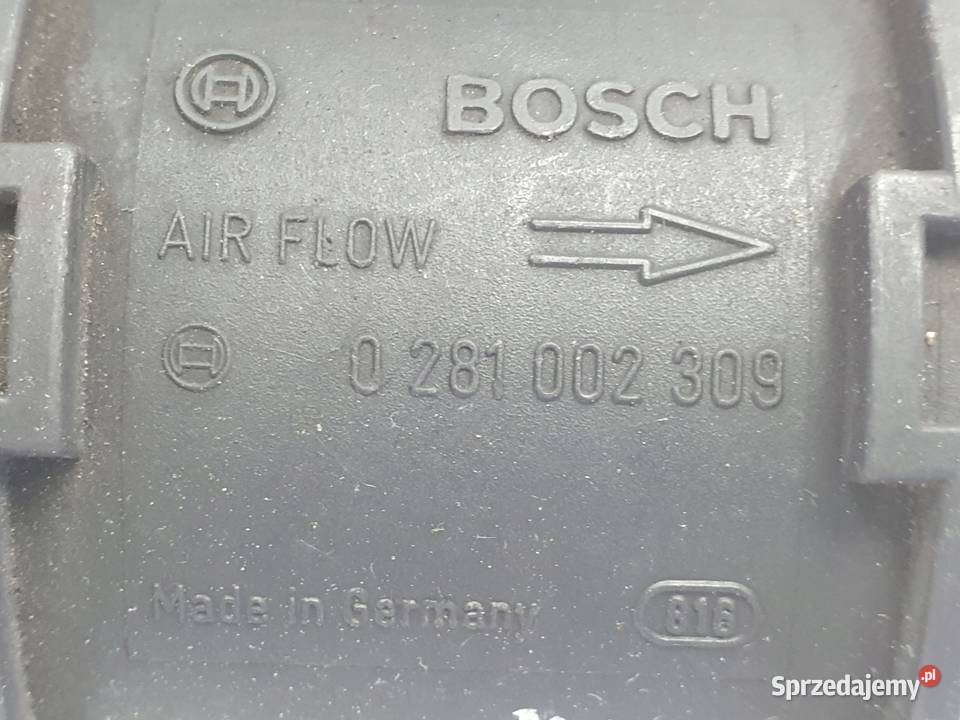 BOSCH
AIR FLOW
0 281 002 309
Made in Germany 816
Sprzedajemy.pl